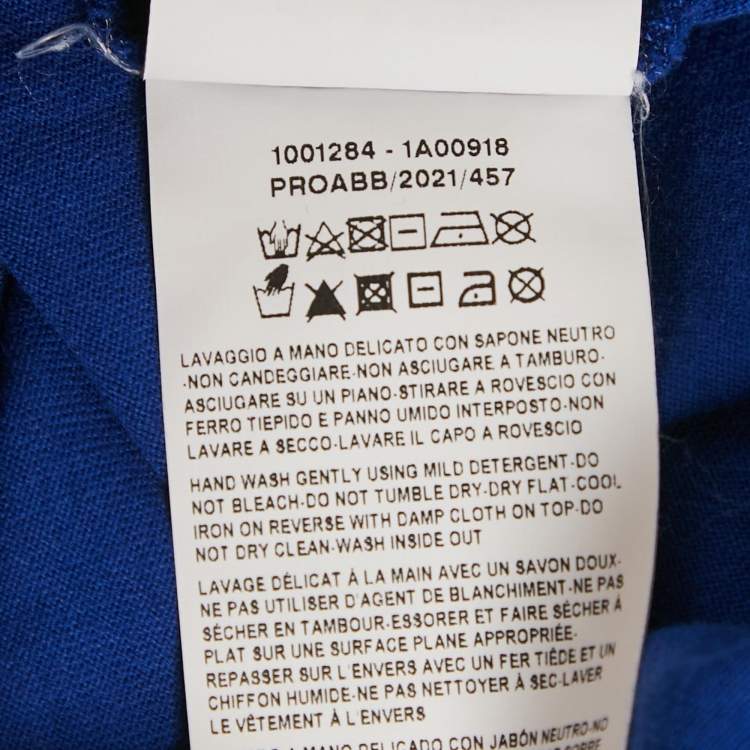 1001284 - 1A00918
PROABB/2021/457
LAVAGGIO A MANO DELICATO CON SAPONE NEUTRO
-NON CANDEGGIARE-NON ASCIUGARE A TAMBURO-
ASCIUGARE SU UN PIANO-STIRARE A ROVESCIO CON
FERRO TIEPIDO E PANNO UMIDO INTERPOSTO-NON
LAVARE A SECCO-LAVARE IL CAPO A ROVESCIO
HAND WASH GENTLY USING MILD DETERGENT-DO
NOT BLEACH-DO NOT TUMBLE DRY-DRY FLAT-COOL
IRON ON REVERSE WITH DAMP CLOTH ON TOP-DO
NOT DRY CLEAN-WASH INSIDE OUT
LAVAGE DÉLICAT À LA MAIN AVEC UN SAVON DOUX-
NE PAS UTILISER D'AGENT DE BLANCHIMENT-NE PAS
SÉCHER EN TAMBOUR-ESSORER ET FAIRE SÉCHER À
PLAT SUR UNE SURFACE PLANE APPROPRIÉE-
REPASSER SUR L'ENVERS AVEC UN FER TIÈDE ET UN
CHIFFON HUMIDE-NE PAS NETTOYER À SEC-LAVER
LE VÊTEMENT À L'ENVERS
A MANO DELICADO CON JABÓN NEUTRO-NO